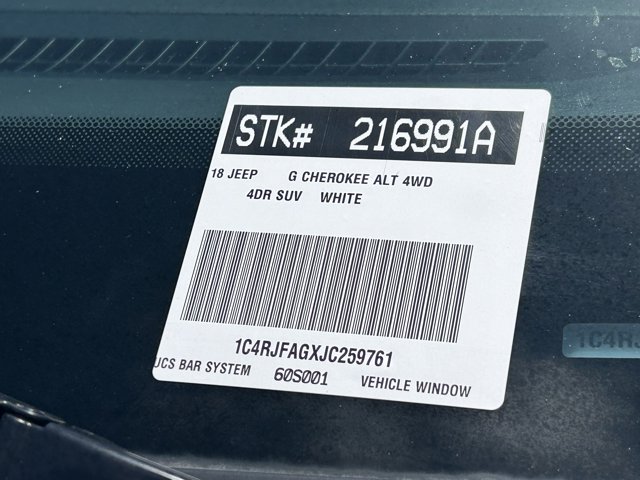 STK# 216991A
18 JEEP G CHEROKEE ALT 4WD
4DR SUV WHITE
1C4RJFAGXJC259761
UCS BAR SYSTEM 60S001 VEHICLE WINDOW
1C4RJ